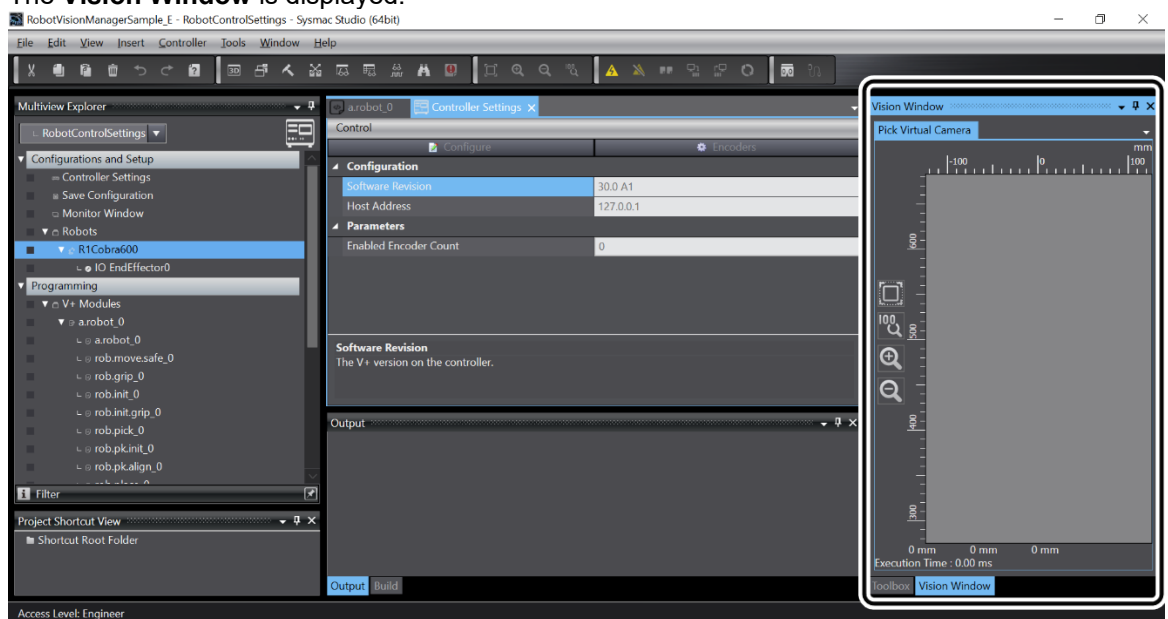 The Vision Window is displayed.
RobotVisionManagerSample_E - RobotControlSettings - Sysmac Studio (64bit)
File Edit View Insert Controller Tools Window Help
Multiview Explorer
RobotControlSettings
Configurations and Setup
Controller Settings
Save Configuration
Monitor Window
Robots
R1Cobra600
IO EndEffector0
Programming
V+ Modules
a.robot_0
a.robot_0
rob.move.safe_0
rob.grip_0
rob.init_0
rob.init.grip_0
rob.pick_0
rob.pk.init_0
rob.pk.align_0
Filter
Project Shortcut View
Shortcut Root Folder
a.robot_0 Controller Settings
Control
Configure Encoders
Configuration
Software Revision 30.0 A1
Host Address 127.0.0.1
Parameters
Enabled Encoder Count 0
Software Revision
The V+ version on the controller.
Output
Output Build
Vision Window
Pick Virtual Camera
mm
-100 0 100
600
500
400
300
100
0 mm 0 mm 0 mm
Execution Time : 0.00 ms
Toolbox Vision Window
Access Level: Engineer